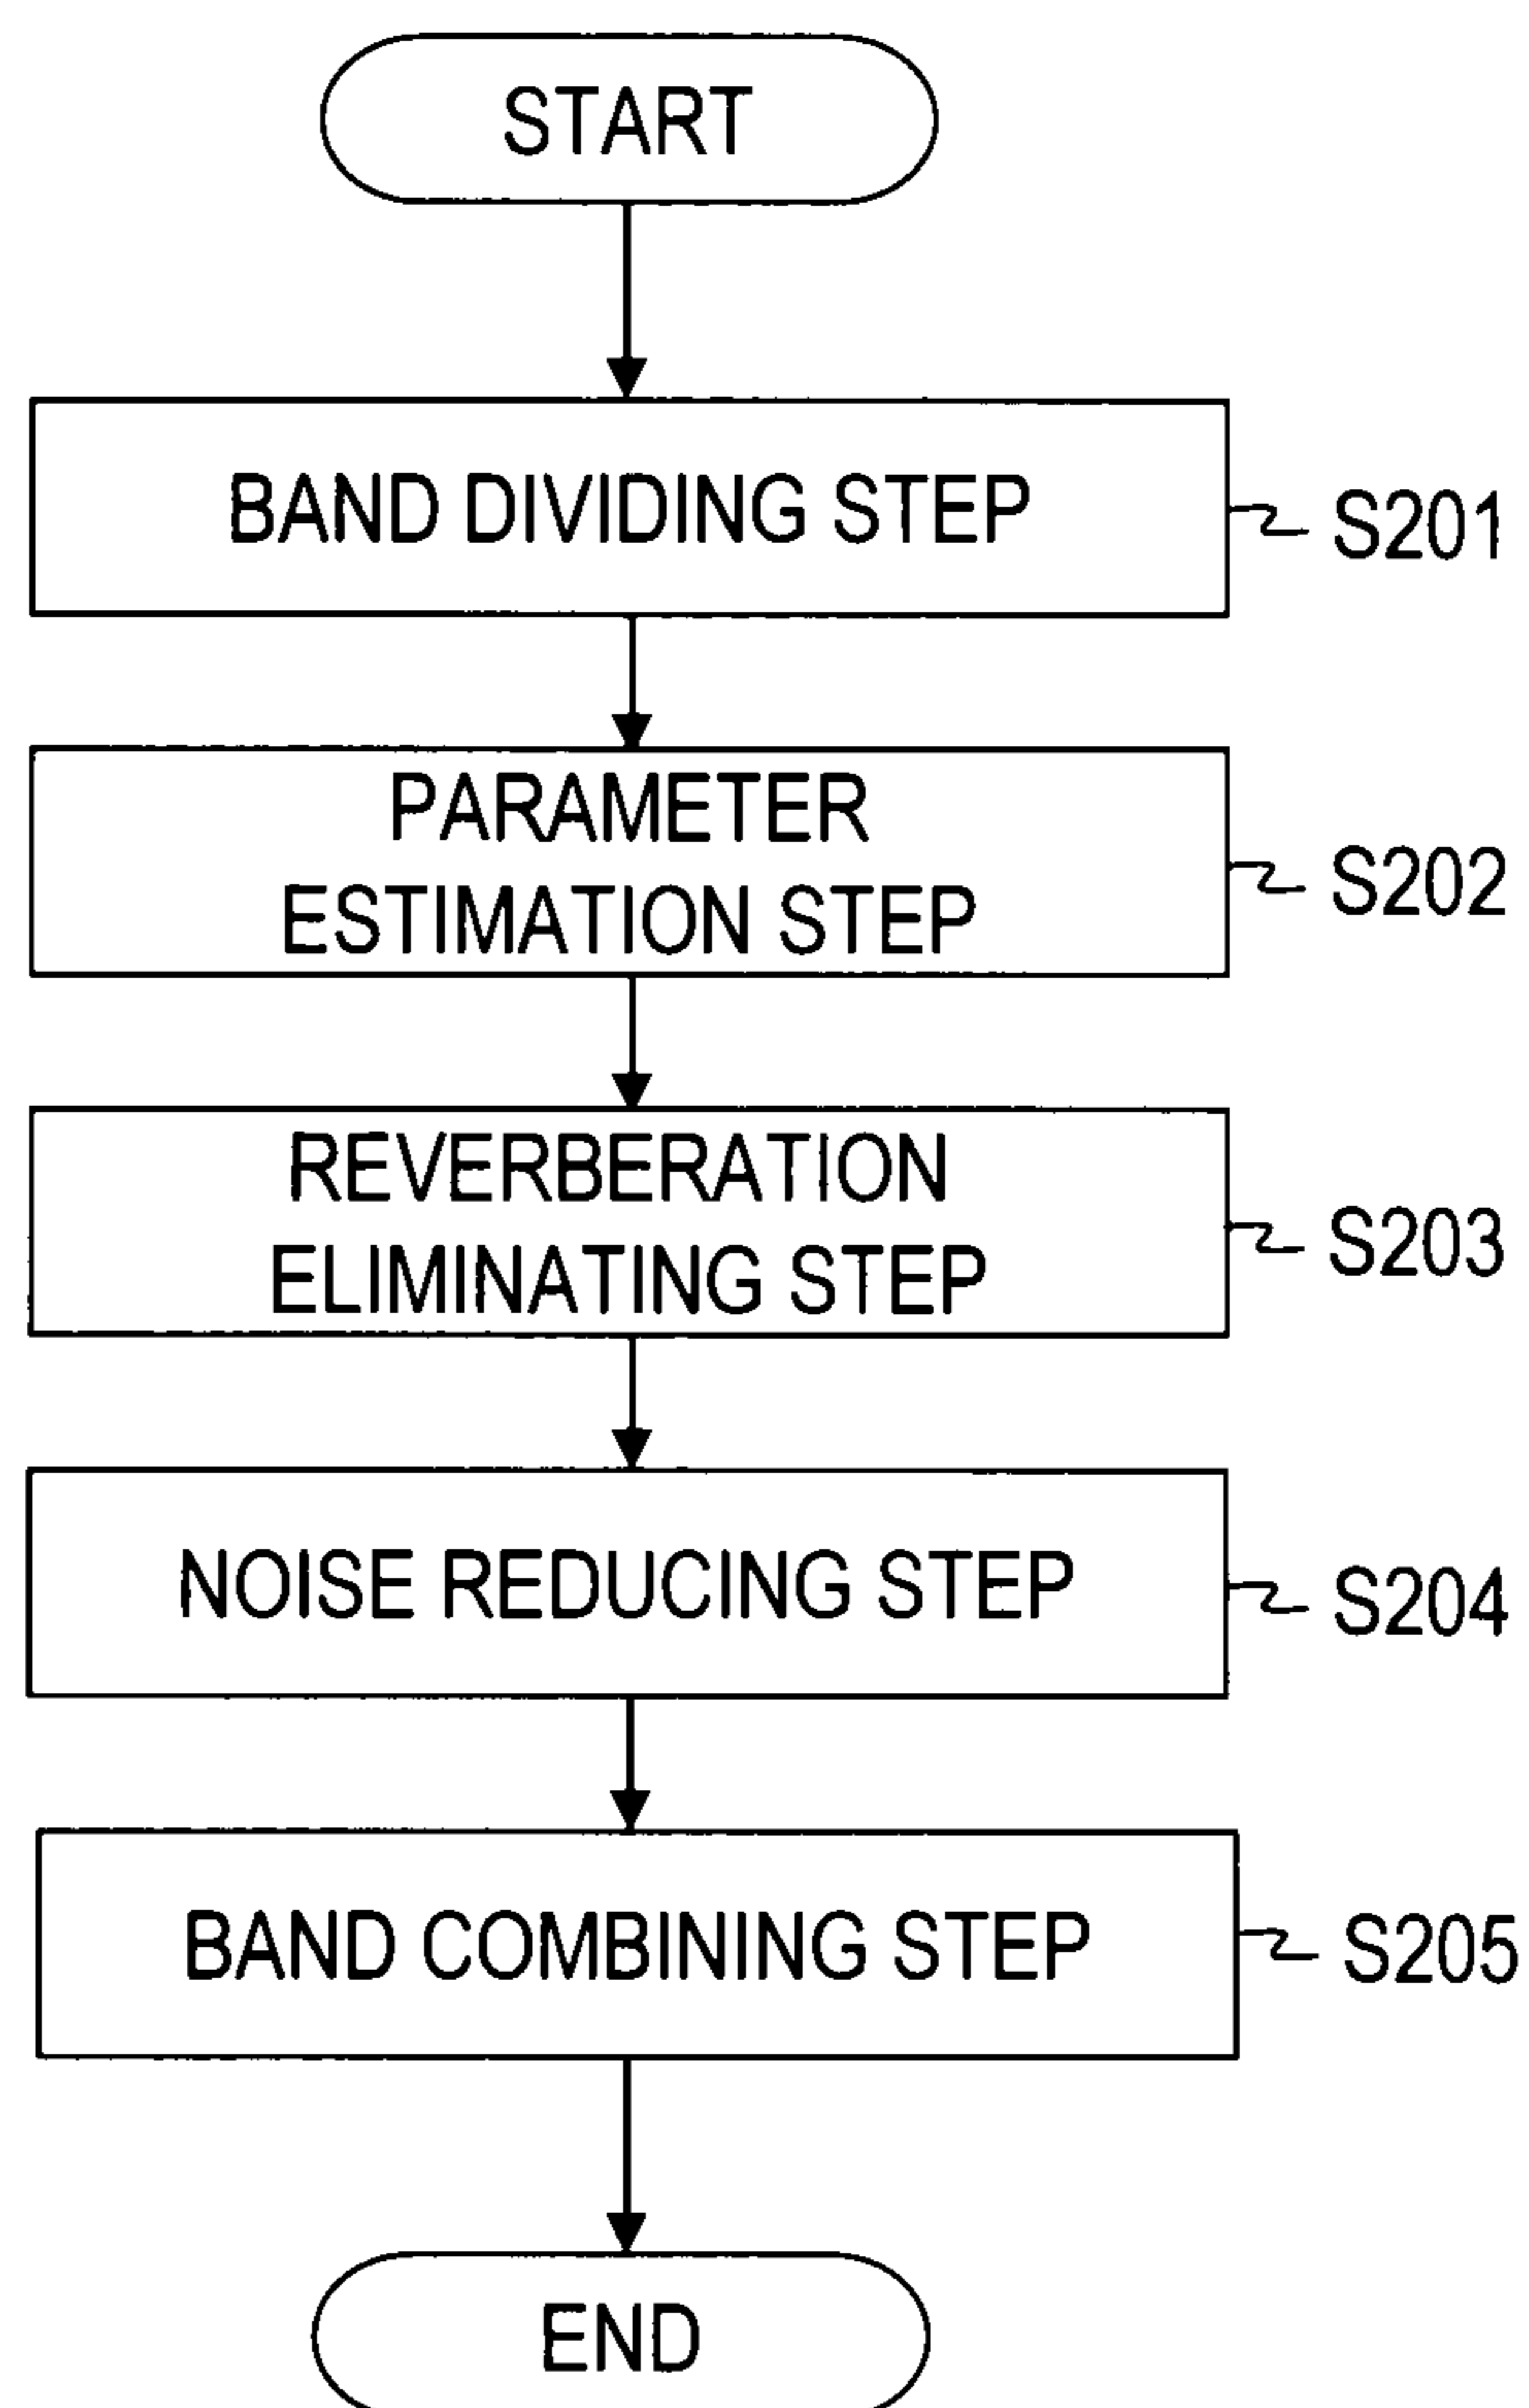 START
BAND DIVIDING STEP
S201
PARAMETER
ESTIMATION STEP
S202
REVERBERATION
ELIMINATING STEP
S203
NOISE REDUCING STEP
S204
BAND COMBINING STEP
S205
END